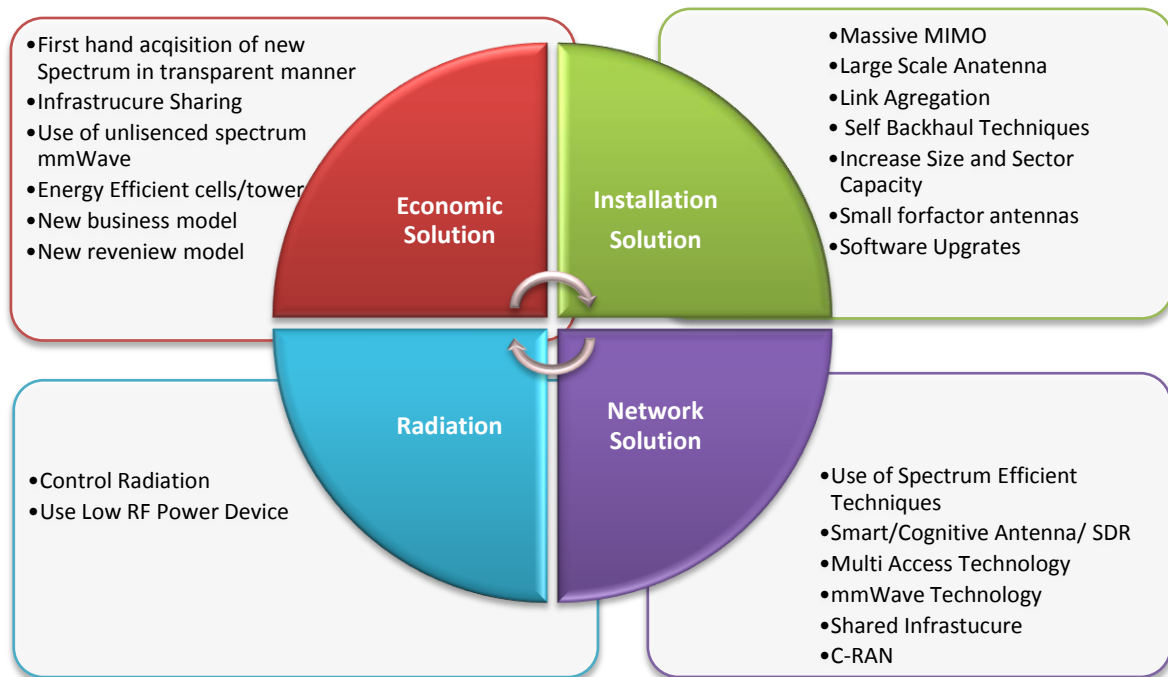 •First hand acqisition of new
Spectrum in transparent manner
•Infrastrucure Sharing
•Use of unlisenced spectrum
mmWave
•Energy Efficient cells/tower
•New business model
•New reveniew model
Economic
Solution
•Massive MIMO
•Large Scale Anatenna
•Link Agregation
• Self Backhaul Techniques
•Increase Size and Sector
Capacity
•Small forfactor antennas
•Software Upgrates
Installation
Solution
Radiation
•Control Radiation
•Use Low RF Power Device
Network
Solution
•Use of Spectrum Efficient
Techniques
•Smart/Cognitive Antenna/ SDR
•Multi Access Technology
•mmWave Technology
•Shared Infrastucure
•C-RAN